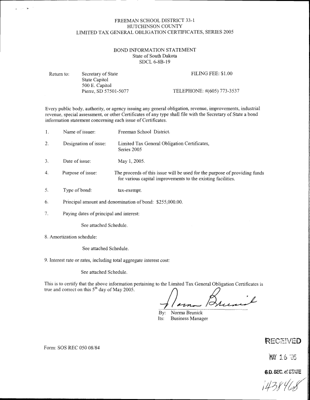 FREEMAN SCHOOL DISTRICT 33-1
HUTCHINSON COUNTY
LIMITED TAX GENERAL OBLIGATION CERTIFICATES, SERIES 2005
BOND INFORMATION STATEMENT
State of South Dakota
SDCL 6-8B-19
Return to: Secretary of State FILING FEE: $1.00
State Capitol
500 E. Capitol
Pierre, SD 57501-5077 TELEPHONE: #(605) 773-3537
Every public body, authority, or agency issuing any general obligation, revenue, improvements, industrial
revenue, special assessment, or other Certificates of any type shall file with the Secretary of State a bond
information statement concerning each issue of Certificates.
1. Name of issuer: Freeman School District
2. Designation of issue: Limited Tax General Obligation Certificates,
Series 2005
3. Date of issue: May 1, 2005.
4. Purpose of issue: The proceeds of this issue will be used for the purpose of providing funds
for various capital improvements to the existing facilities.
5. Type of bond: tax-exempt.
6. Principal amount and denomination of bond: $255,000.00.
7. Paying dates of principal and interest:
See attached Schedule.
8. Amortization schedule:
See attached Schedule.
9. Interest rate or rates, including total aggregate interest cost:
See attached Schedule.
This is to certify that the above information pertaining to the Limited Tax General Obligation Certificates is
true and correct on this 5th day of May 2005.
Norma Brusnik
By: Norma Brusnick
Its: Business Manager
RECEIVED
Form: SOS REC 050 08/84
MAY 16 '05
S.D. SEC. of STATE
1438468